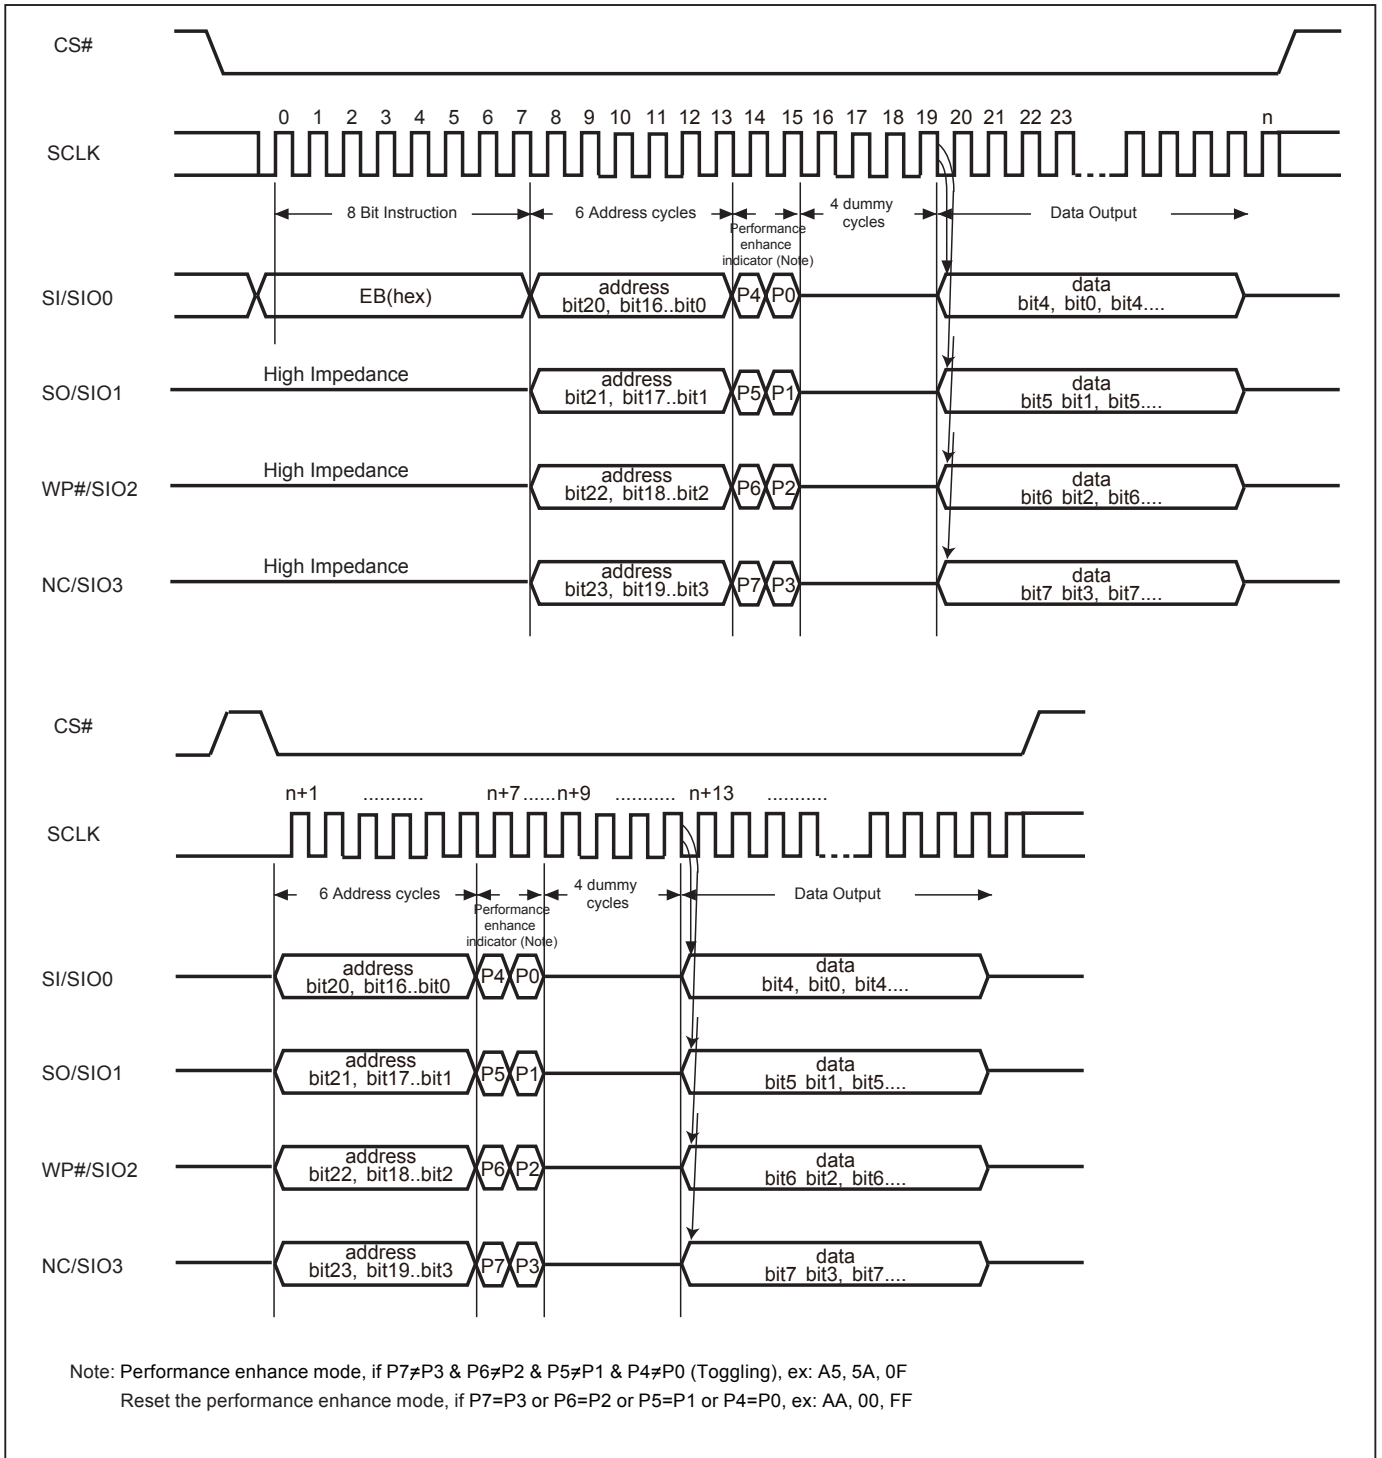 CS#
0 1 2 3 4 5 6 7 8 9 10 11 12 13 14 15 16 17 18 19 20 21 22 23 n
SCLK
8 Bit Instruction 6 Address cycles 4 dummy Data Output
cycles
Performance
enhance
indicator (Note)
SI/SIO0 EB(hex) address P4 P0 data
bit20, bit16..bit0 bit4, bit0, bit4....
High Impedance
SO/SIO1 address P5 P1 data
bit21, bit17..bit1 bit5 bit1, bit5....
High Impedance
WP#/SIO2 address P6 P2 data
bit22, bit18..bit2 bit6 bit2, bit6....
High Impedance
NC/SIO3 address P7 P3 data
bit23, bit19..bit3 bit7 bit3, bit7....
CS#
n+1 ........... n+7 ......n+9 ........... n+13 ...........
SCLK
6 Address cycles 4 dummy Data Output
cycles
Performance
enhance
indicator (Note)
SI/SIO0 address P4 P0 data
bit20, bit16..bit0 bit4, bit0, bit4....
SO/SIO1 address P5 P1 data
bit21, bit17..bit1 bit5 bit1, bit5....
WP#/SIO2 address P6 P2 data
bit22, bit18..bit2 bit6 bit2, bit6....
NC/SIO3 address P7 P3 data
bit23, bit19..bit3 bit7 bit3, bit7....
Note: Performance enhance mode, if P7≠P3 & P6≠P2 & P5≠P1 & P4≠P0 (Toggling), ex: A5, 5A, 0F
Reset the performance enhance mode, if P7=P3 or P6=P2 or P5=P1 or P4=P0, ex: AA, 00, FF